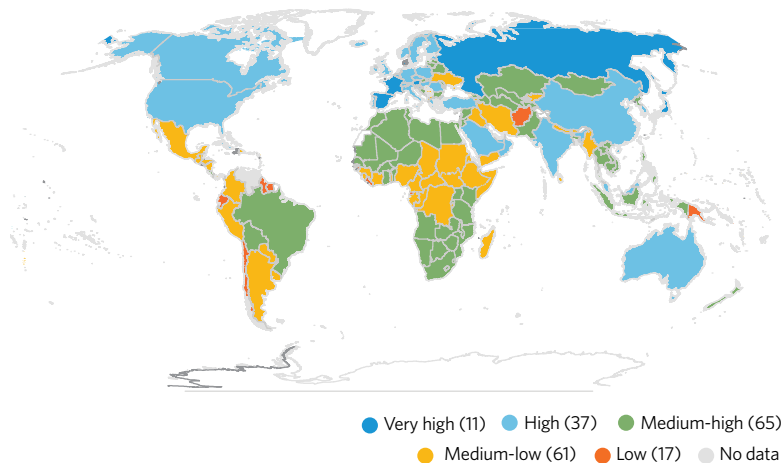 Very high (11) High (37) Medium-high (65)
Medium-low (61) Low (17) No data